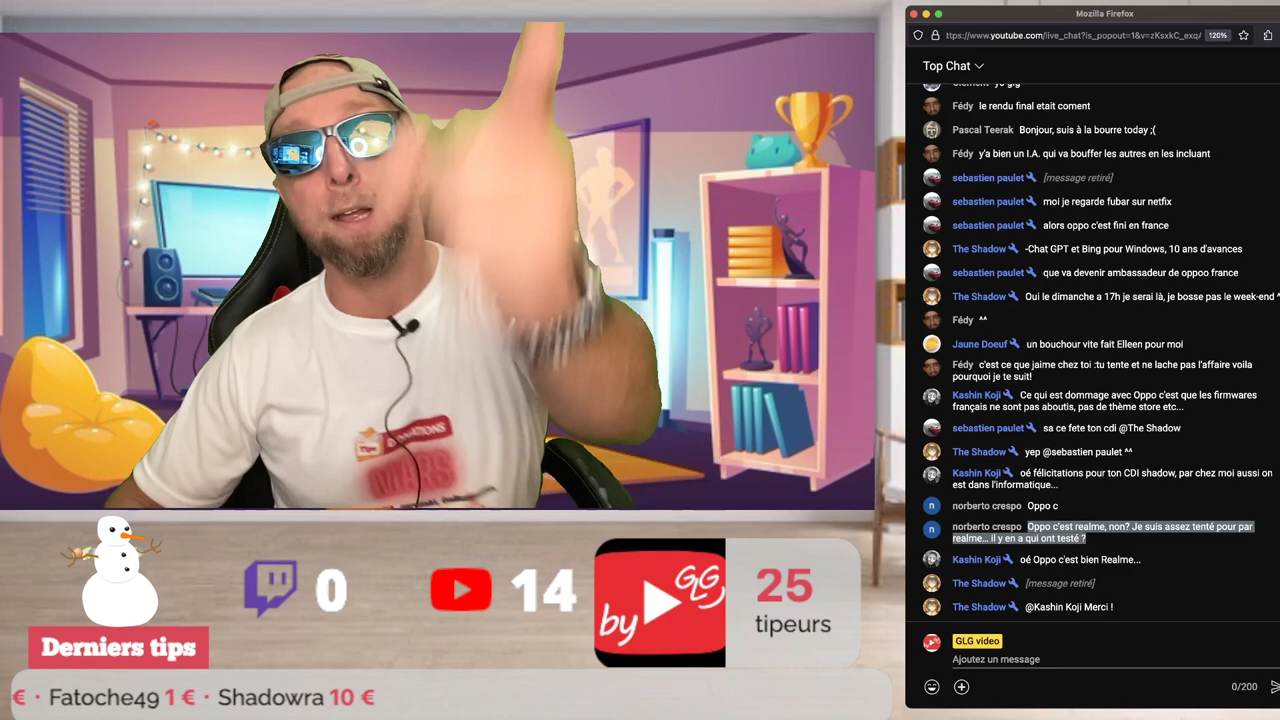 Mozilla Firefox
ttps://www.youtube.com/live_chat?is_popout=1&v=zKsxkC_exq/
120%
Top Chat
Clément yo glg
Fédy le rendu final etait coment
Pascal Teerak Bonjour, suis à la bourre today ;(
Fédy y'a bien un I.A. qui va bouffer les autres en les incluant
sebastien paulet [message retiré]
sebastien paulet moi je regarde fubar sur netfix
sebastien paulet alors oppo c'est fini en france
The Shadow -Chat GPT et Bing pour Windows, 10 ans d'avances
sebastien paulet que va devenir ambassadeur de oppoo france
The Shadow Oui le dimanche a 17h je serai là, je bosse pas le week-end ^
Fédy ^^
Jaune Doeuf un bouchour vite fait Elleen pour moi
Fédy c'est ce que jaime chez toi :tu tente et ne lache pas l'affaire voila
pourquoi je te suit!
Kashin Koji Ce qui est dommage avec Oppo c'est que les firmwares
français ne sont pas aboutis, pas de thème store etc...
sebastien paulet sa ce fete ton cdi @The Shadow
The Shadow yep @sebastien paulet ^^
Kashin Koji oé félicitations pour ton CDI shadow, par chez moi aussi on
est dans l'informatique...
n norberto crespo Oppo c
n norberto crespo Oppo c'est realme, non? Je suis assez tenté pour par
realme... il y en a qui ont testé ?
Kashin Koji oé Oppo c'est bien Realme...
The Shadow [message retiré]
The Shadow @Kashin Koji Merci !
GLG video
Ajoutez un message
0/200
0
14
by GLG
25
tipeurs
Derniers tips
€ · Fatoche49 1 € · Shadowra 10 €